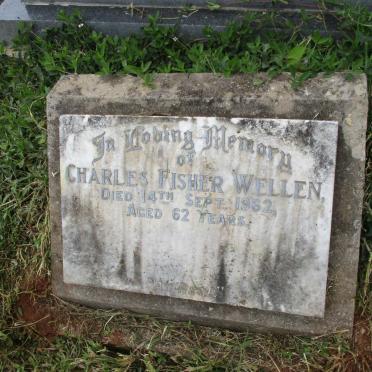 In Loving Memory
of
CHARLES FISHER WELLEN,
DIED 14TH SEPT. 1962,
AGED 62 YEARS.